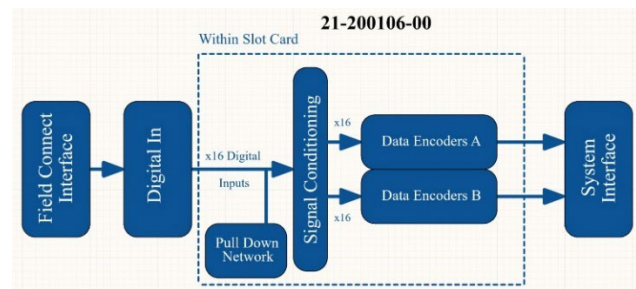 21-200106-00
Within Slot Card
Field Connect
Interface
Digital In
x16 Digital
Inputs
Pull Down
Network
Signal Conditioning
x16
x16
Data Encoders A
Data Encoders B
System
Interface